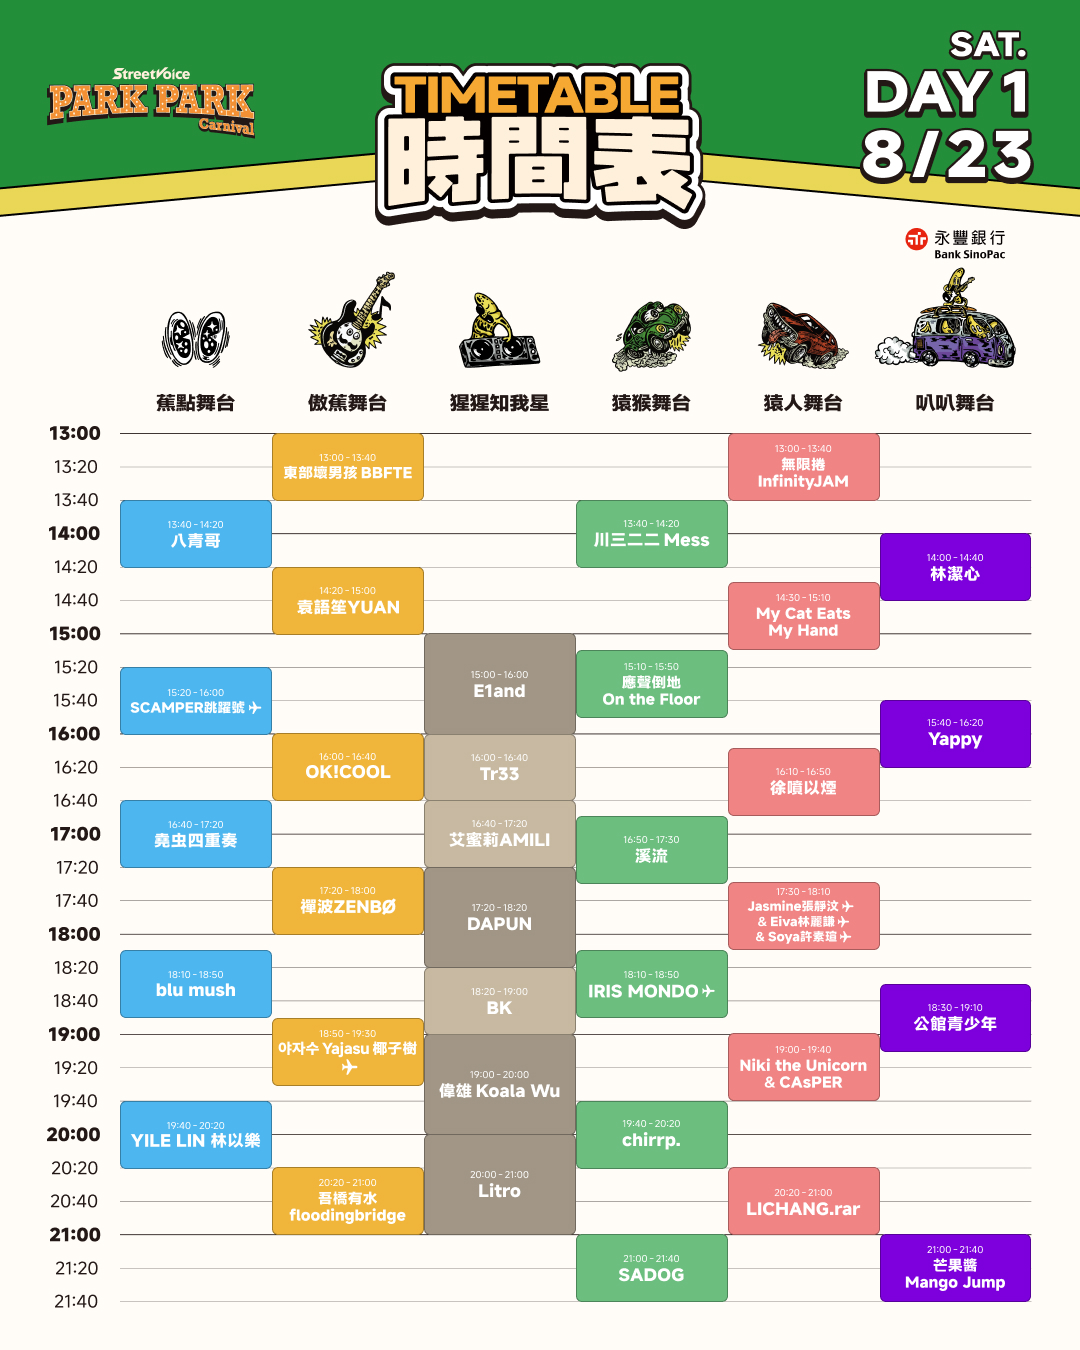 StreetVoice
PARK PARK
Carnival
TIMETABLE
時間表
SAT.
DAY 1
8/23
永豐銀行
Bank SinoPac
蕉點舞台
傲蕉舞台
猩猩知我星
猿猴舞台
猿人舞台
叭叭舞台
13:00
13:20
13:40
14:00
14:20
14:40
15:00
15:20
15:40
16:00
16:20
16:40
17:00
17:20
17:40
18:00
18:20
18:40
19:00
19:20
19:40
20:00
20:20
20:40
21:00
21:20
21:40
13:40 - 14:20
八青哥
15:20 - 16:00
SCAMPER跳躍號 ✈
16:40 - 17:20
堯虫四重奏
18:10 - 18:50
blu mush
19:40 - 20:20
YILE LIN 林以樂
13:00 - 13:40
東部壞男孩 BBFTE
14:20 - 15:00
袁語笙YUAN
16:00 - 16:40
OK!COOL
17:20 - 18:00
禪波ZENBØ
18:50 - 19:30
야자수 Yajasu 椰子樹
✈
20:20 - 21:00
吾橋有水
floodingbridge
15:00 - 16:00
E1and
16:00 - 16:40
Tr33
16:40 - 17:20
艾蜜莉AMILI
17:20 - 18:20
DAPUN
18:20 - 19:00
BK
19:00 - 20:00
偉雄 Koala Wu
20:00 - 21:00
Litro
13:40 - 14:20
川三二二 Mess
15:10 - 15:50
應聲倒地
On the Floor
16:50 - 17:30
溪流
18:10 - 18:50
IRIS MONDO ✈
19:40 - 20:20
chirrp.
21:00 - 21:40
SADOG
13:00 - 13:40
無限捲
InfinityJAM
14:30 - 15:10
My Cat Eats
My Hand
16:10 - 16:50
徐噴以煙
17:30 - 18:10
Jasmine張靜汶 ✈
& Eiva林麗謙 ✈
& Soya許素瑄 ✈
19:00 - 19:40
Niki the Unicorn
& CAsPER
20:20 - 21:00
LICHANG.rar
14:00 - 14:40
林潔心
15:40 - 16:20
Yappy
18:30 - 19:10
公館青少年
21:00 - 21:40
芒果醬
Mango Jump